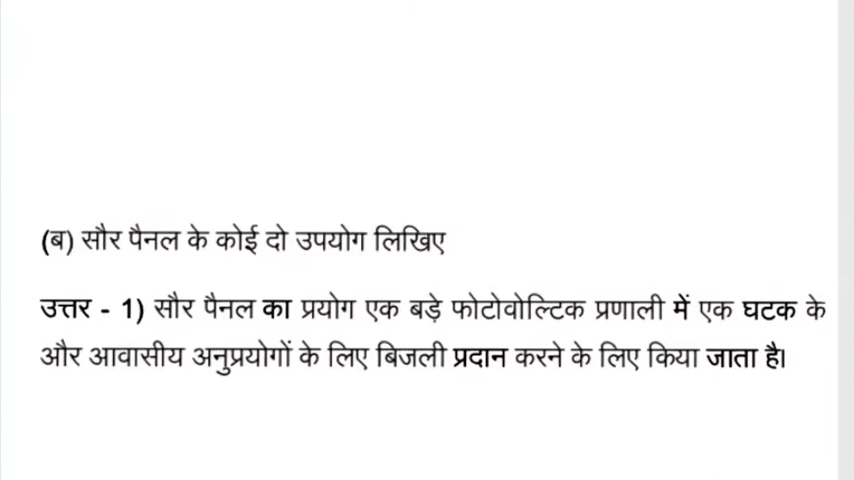 (ब) सौर पैनल के कोई दो उपयोग लिखिए
उत्तर - 1) सौर पैनल का प्रयोग एक बड़े फोटोवोल्टिक प्रणाली में एक घटक के
और आवासीय अनुप्रयोगों के लिए बिजली प्रदान करने के लिए किया जाता है।